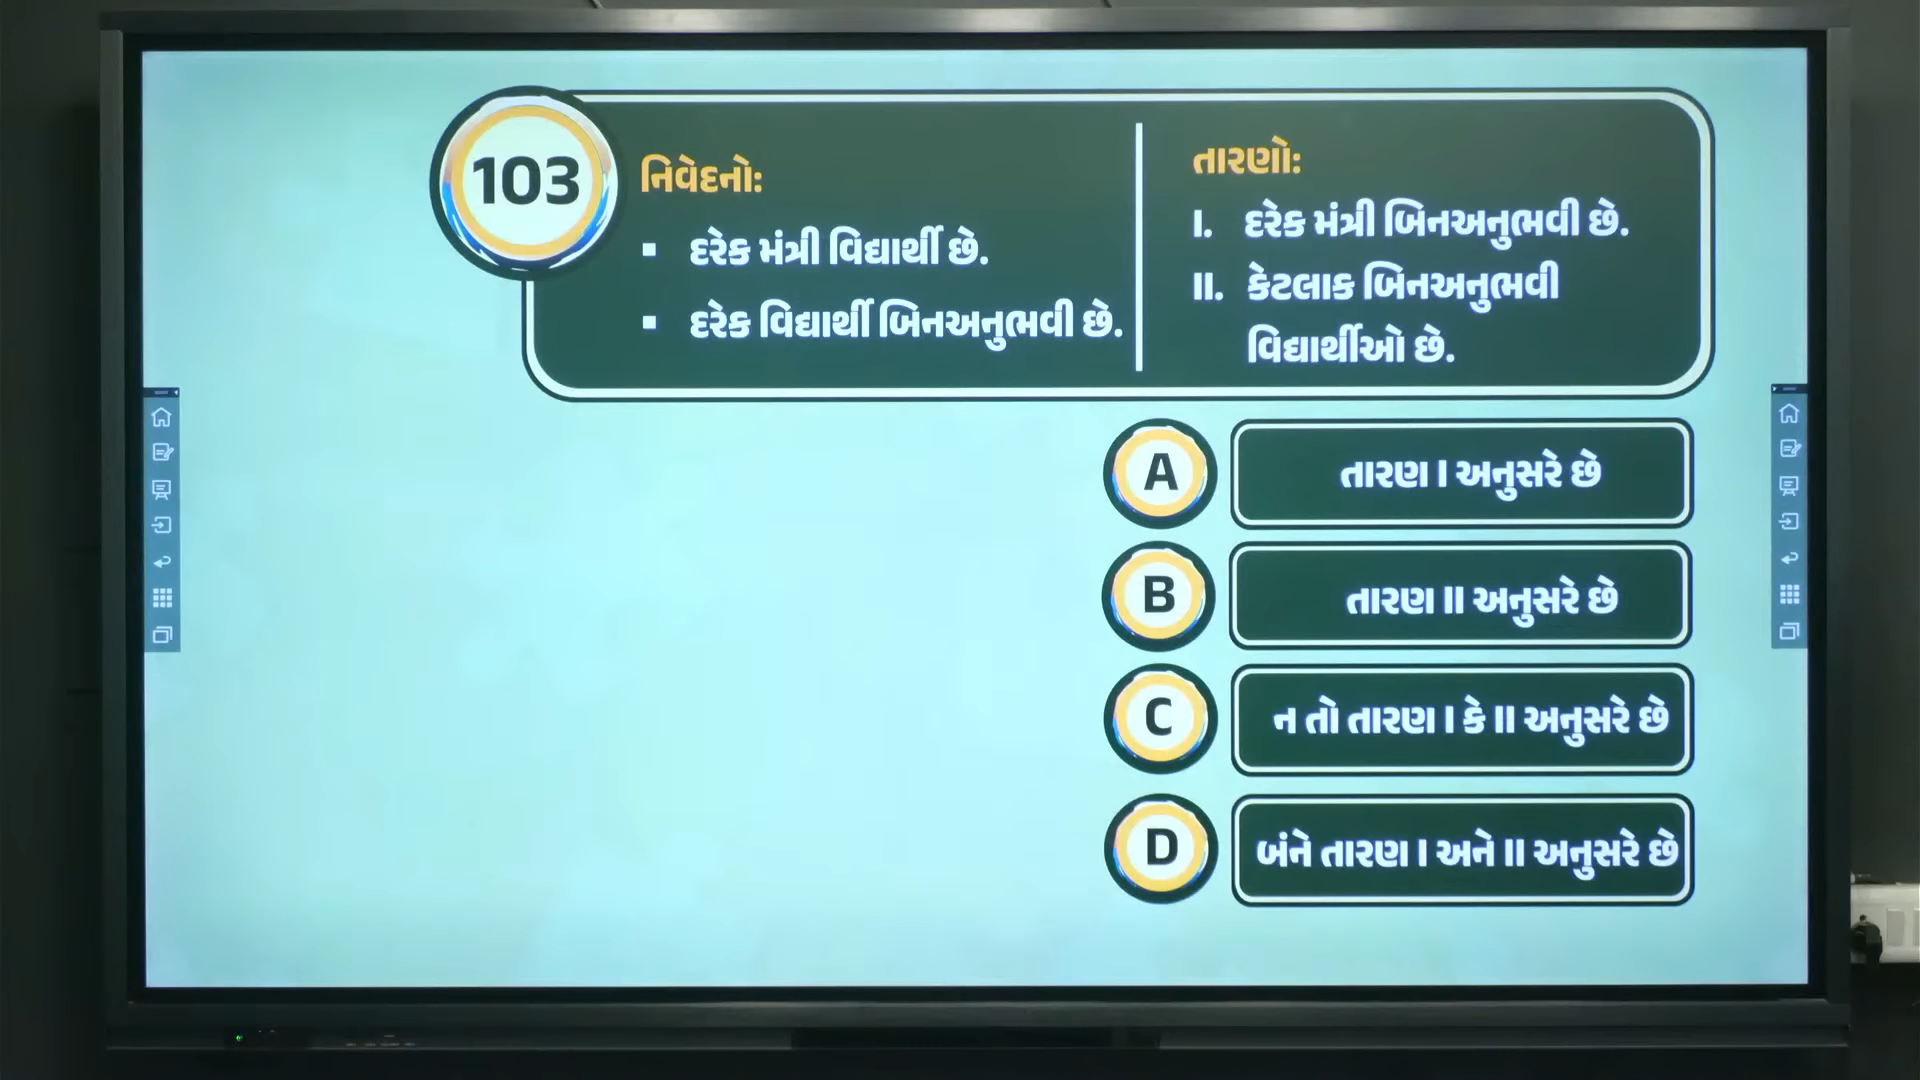 103
નિવેદનો:
▪ દરેક મંત્રી વિદ્યાર્થી છે.
▪ દરેક વિદ્યાર્થી બિનઅનુભવી છે.
તારણો:
I. દરેક મંત્રી બિનઅનુભવી છે.
II. કેટલાક બિનઅનુભવી
વિદ્યાર્થીઓ છે.
A તારણ I અનુસરે છે
B તારણ II અનુસરે છે
C ન તો તારણ I કે II અનુસરે છે
D બંને તારણ I અને II અનુસરે છે